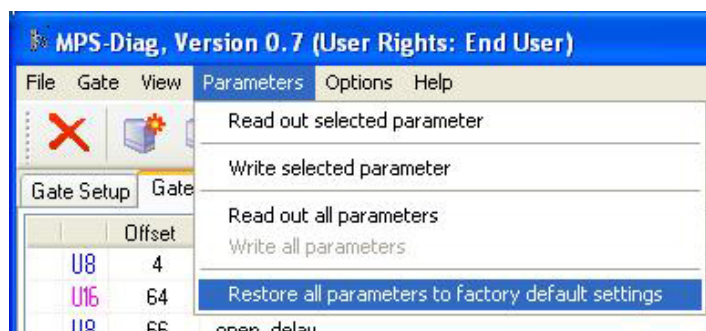 MPS-Diag, Version 0.7 (User Rights: End User)
File Gate View Parameters Options Help
Read out selected parameter
Write selected parameter
Gate Setup Gate
Read out all parameters
Offset
Write all parameters
U8 4
U16 64 Restore all parameters to factory default settings
U8 66 open_delay